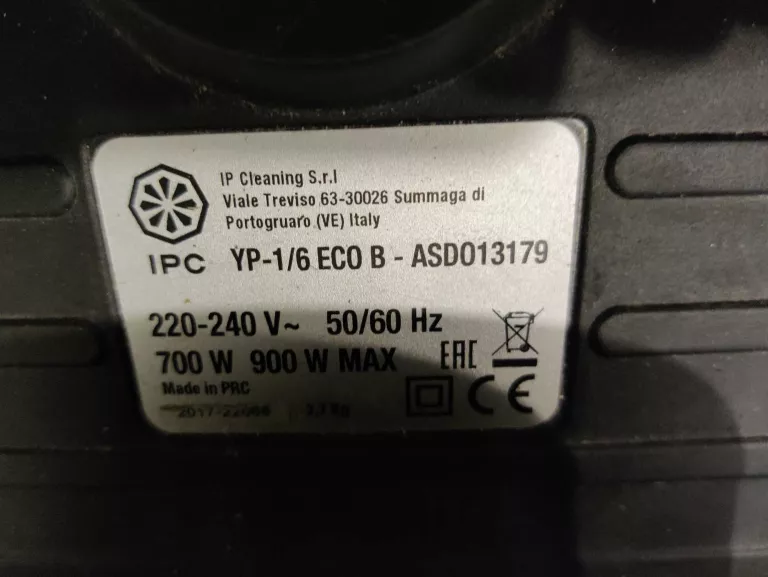 IP Cleaning S.r.l
Viale Treviso 63-30026 Summaga di
Portogruaro (VE) Italy
IPC YP-1/6 ECO B - ASDO13179
220-240 V~ 50/60 Hz
700 W 900 W MAX EAC
Made in PRC CE